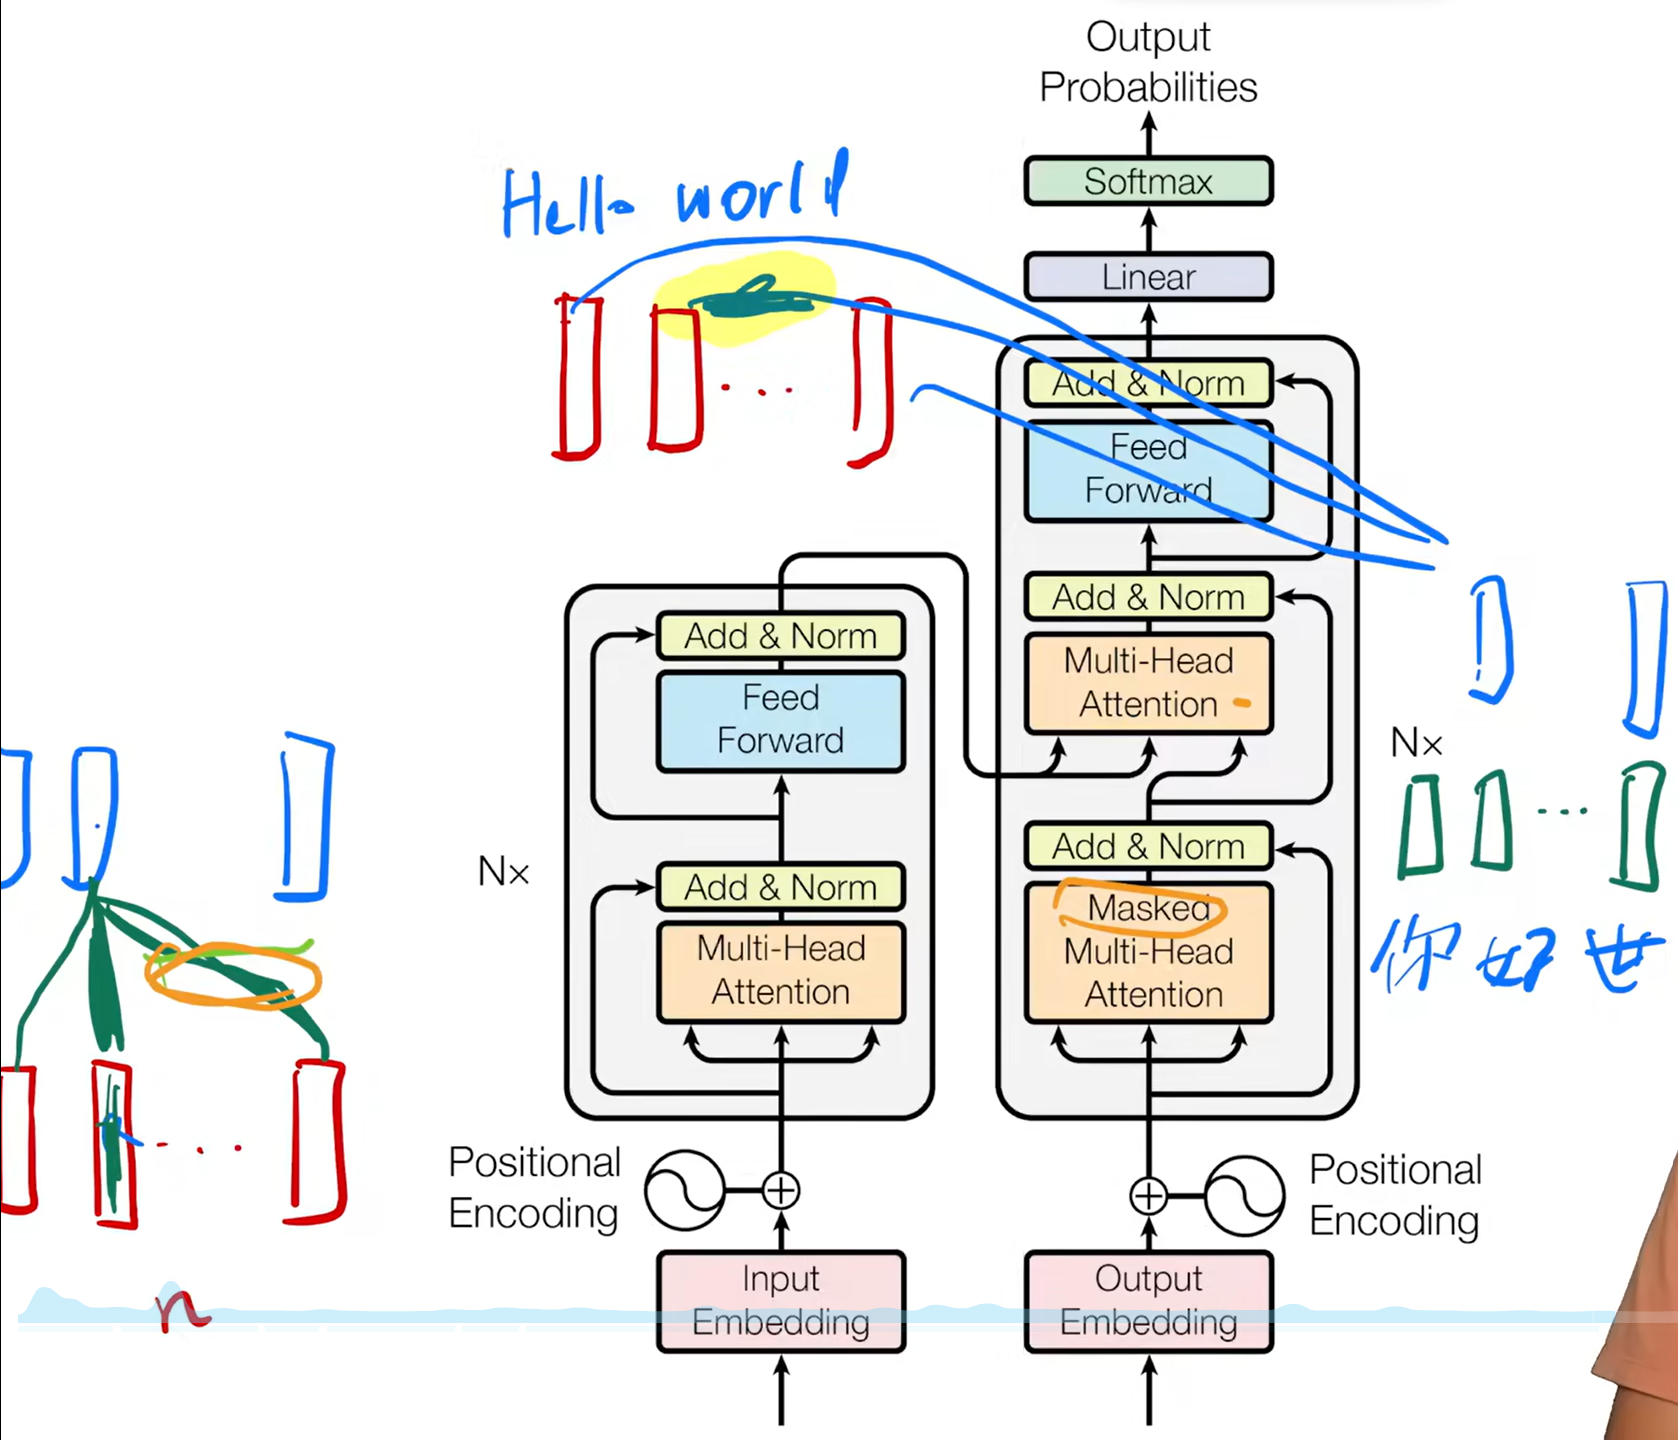 Output
Probabilities
Softmax
Hello world
Linear
Add & Norm
Feed
Forward
Add & Norm
Multi-Head
Attention
Nx
Add & Norm
Masked
Multi-Head
Attention
你 好 世
Add & Norm
Feed
Forward
Nx
Add & Norm
Multi-Head
Attention
Positional
Encoding
Positional
Encoding
n
Input
Embedding
Output
Embedding